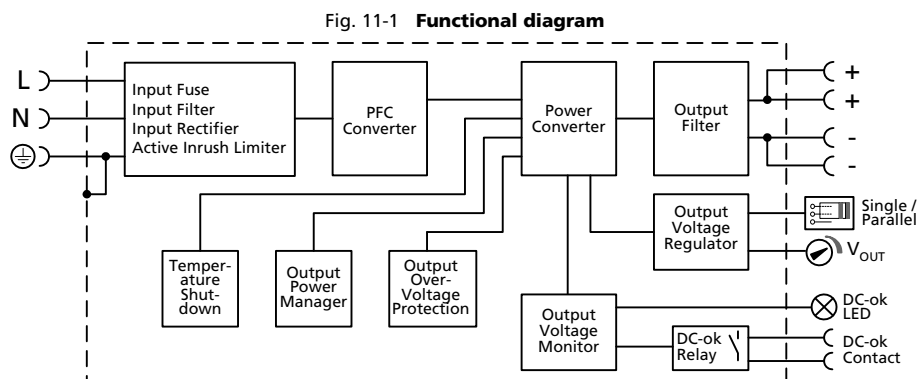 Fig. 11-1 Functional diagram
L
N
Input Fuse
Input Filter
Input Rectifier
Active Inrush Limiter
PFC
Converter
Power
Converter
Output
Filter
+
+
-
-
Output
Voltage
Regulator
Single /
Parallel
VOUT
Temper-
ature
Shut-
down
Output
Power
Manager
Output
Over-
Voltage
Protection
Output
Voltage
Monitor
DC-ok
LED
DC-ok
Relay
DC-ok
Contact